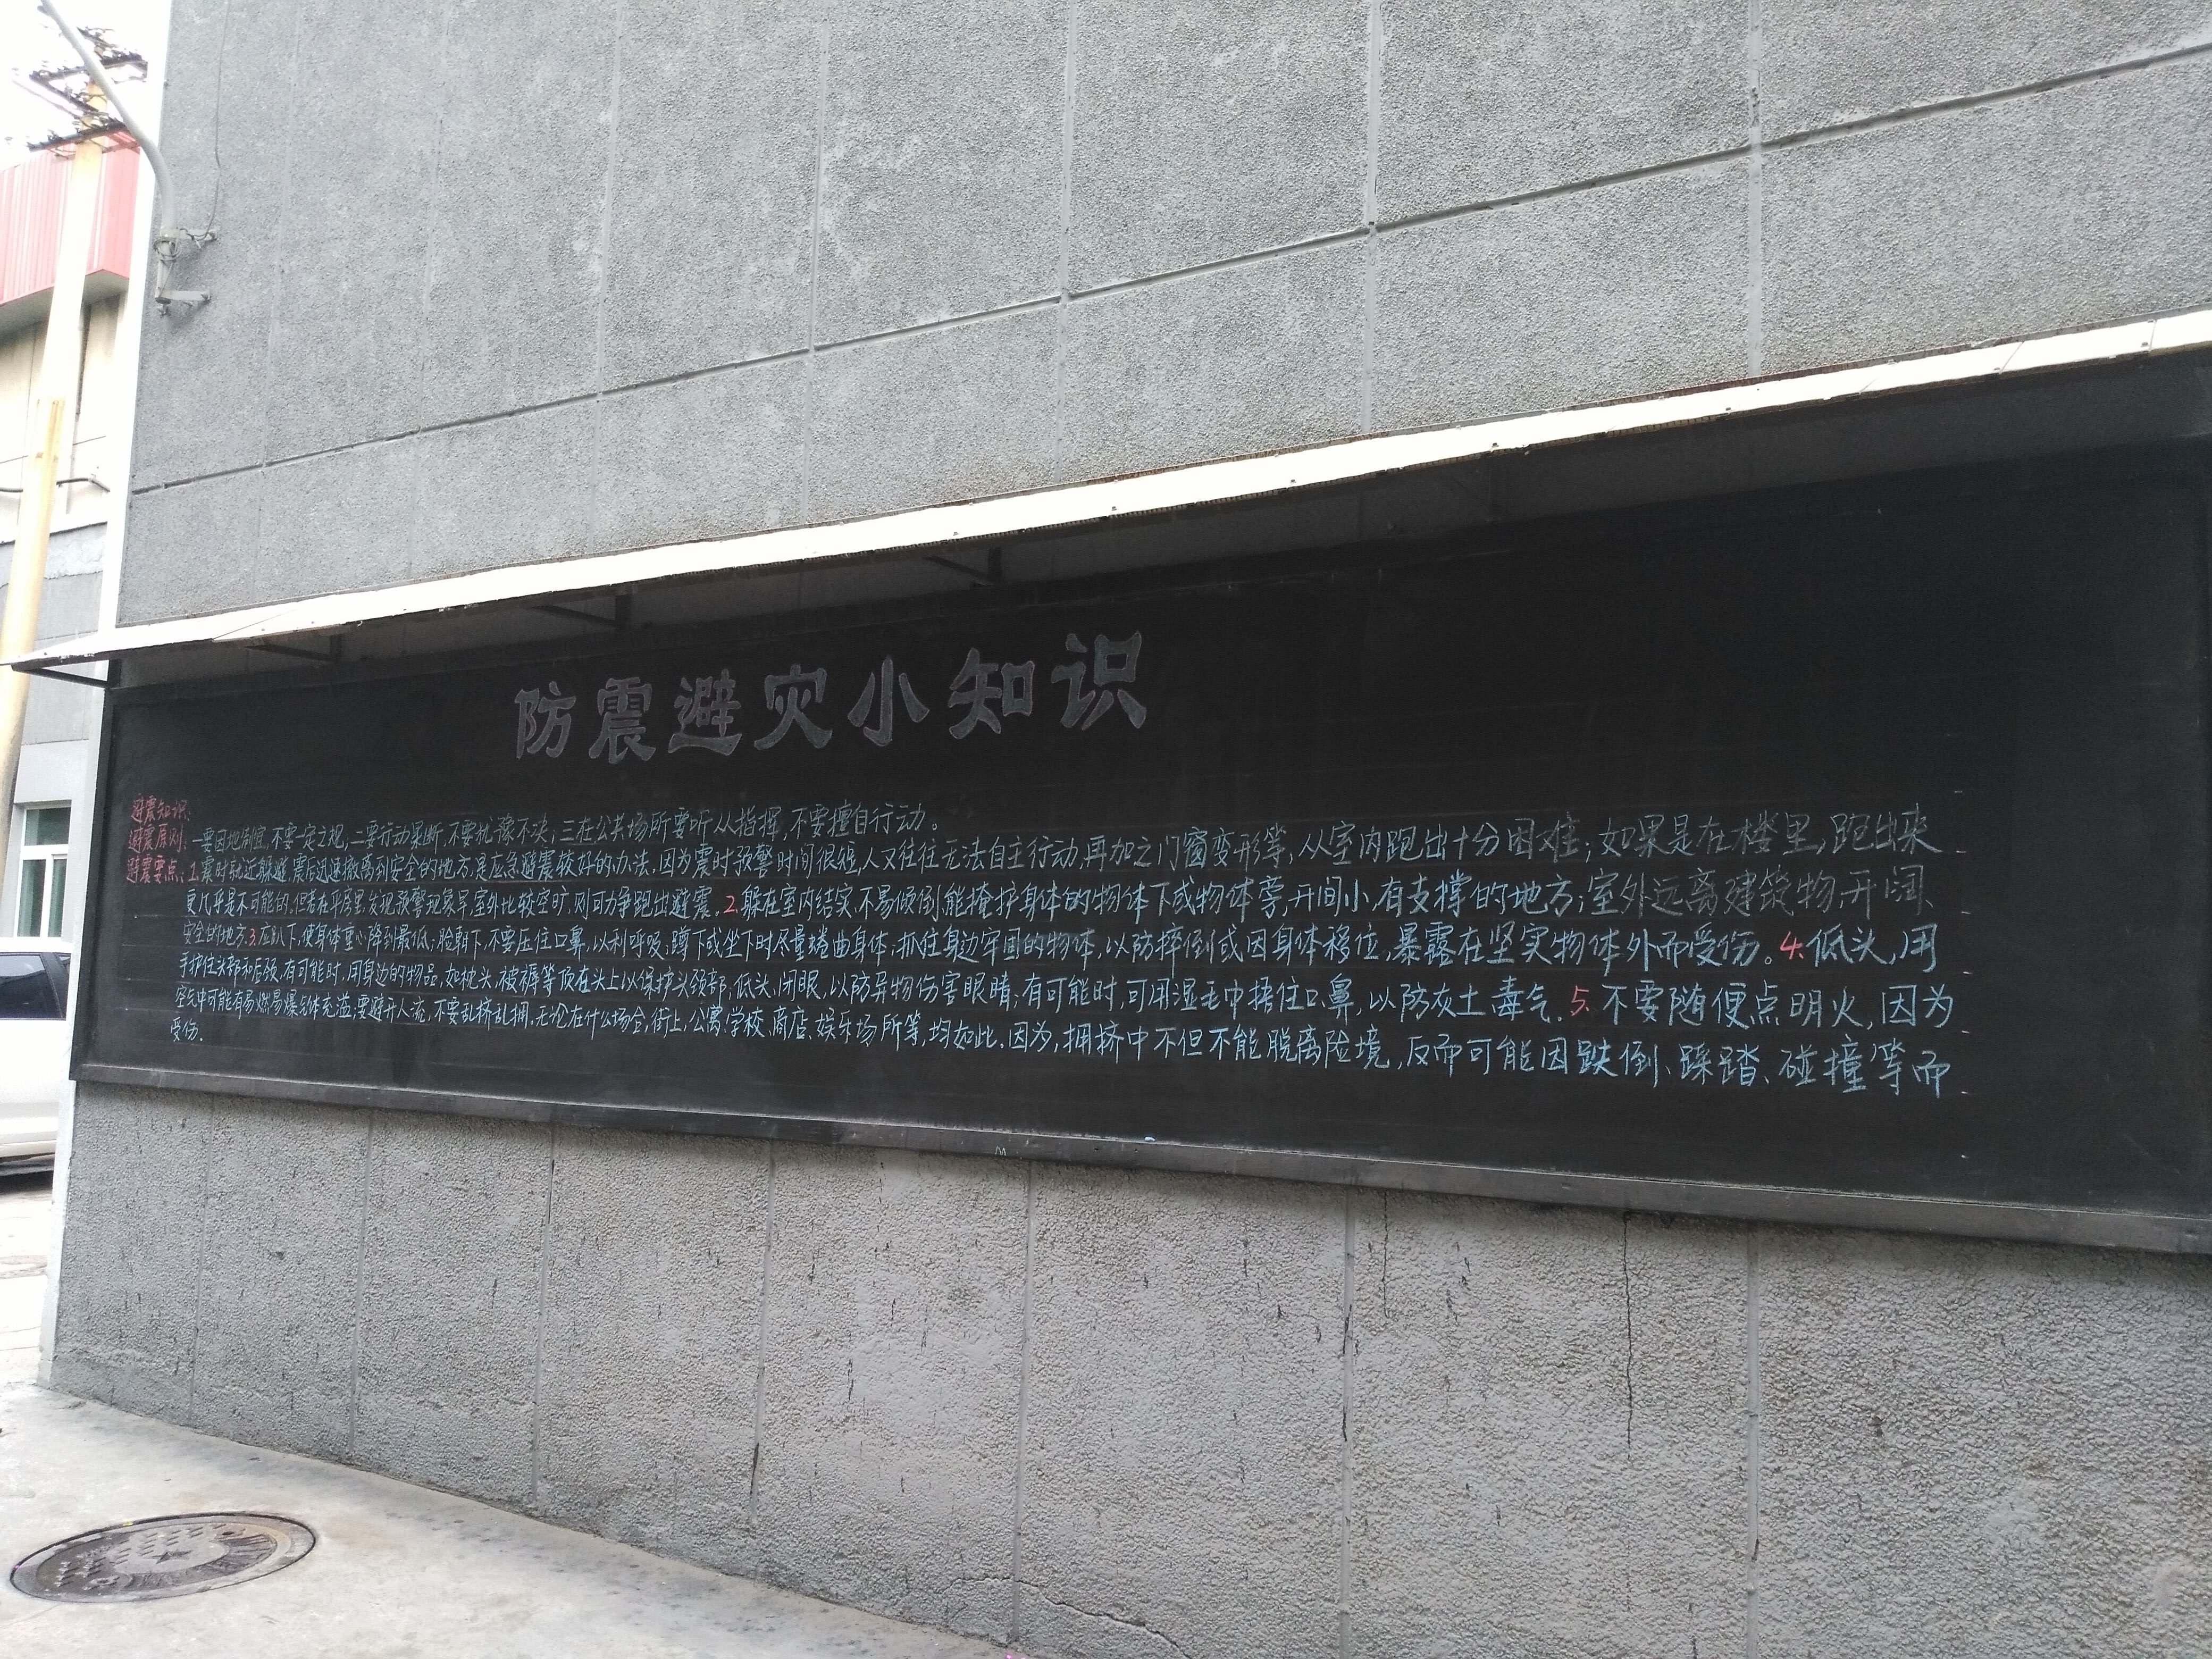 防震避灾小知识
避震知识:
避震原则:一要因地制宜,不要一定之规;二要行动果断,不要犹豫不决;三在公共场所要听从指挥,不要擅自行动。
避震要点:1.震时就近躲避,震后迅速撤离到安全的地方,是应急避震较好的办法,因为震时预警时间很短,人又往往无法自主行动,再加之门窗变形等,从室内跑出十分困难;如果是在楼里,跑出来
更几乎是不可能的。但若在平房里,发现预警现象早,室外比较空旷,则可力争跑出避震。2.躲在室内结实、不易倾倒、能掩护身体的物体下或物体旁,开间小、有支撑的地方;室外远离建筑物,开阔、
安全的地方。3.应趴下,使身体重心降到最低;脸朝下,不要压住口鼻,以利呼吸;蹲下或坐下时尽量蜷曲身体;抓住身边牢固的物体,以防摔倒或因身体移位,暴露在坚实物体外而受伤。4.低头,用
手护住头部和后颈,有可能时,用身边的物品,如枕头、被褥等顶在头上以保护头颈部;低头、闭眼,以防异物伤害眼睛;有可能时,可用湿毛巾捂住口、鼻,以防灰土、毒气。5.不要随便点明火,因为
空气中可能有易燃易爆气体充溢;要避开人流,不要乱挤乱拥。无论在什么场合,街上、公寓、学校、商店、娱乐场所等,均如此。因为,拥挤中不但不能脱离险境,反而可能因跌倒、踩踏、碰撞等而
受伤。